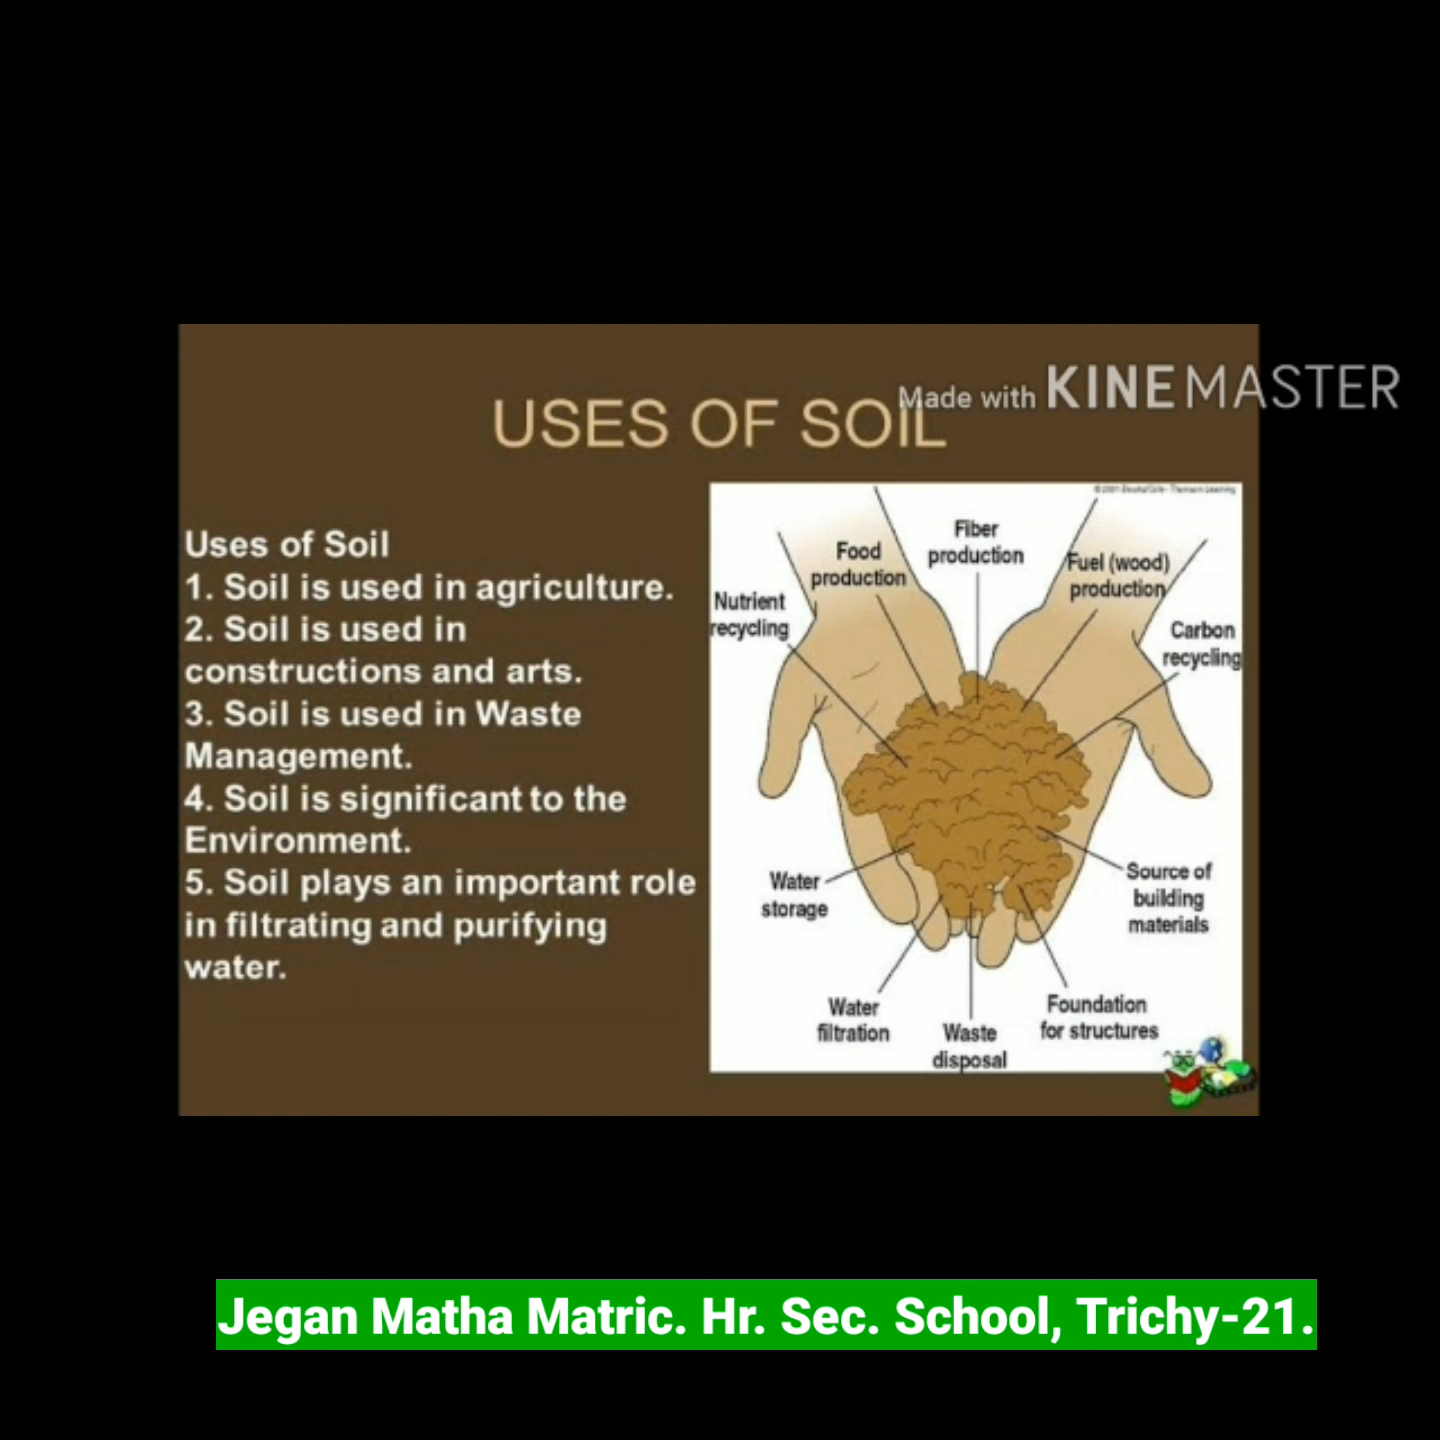 Made with KINEMASTER
USES OF SOIL
Uses of Soil
1. Soil is used in agriculture.
2. Soil is used in
constructions and arts.
3. Soil is used in Waste
Management.
4. Soil is significant to the
Environment.
5. Soil plays an important role
in filtrating and purifying
water.
Fiber
production
Food
production
Fuel (wood)
production
Nutrient
recycling
Carbon
recycling
Water
storage
Source of
building
materials
Water
filtration
Waste
disposal
Foundation
for structures
Jegan Matha Matric. Hr. Sec. School, Trichy-21.